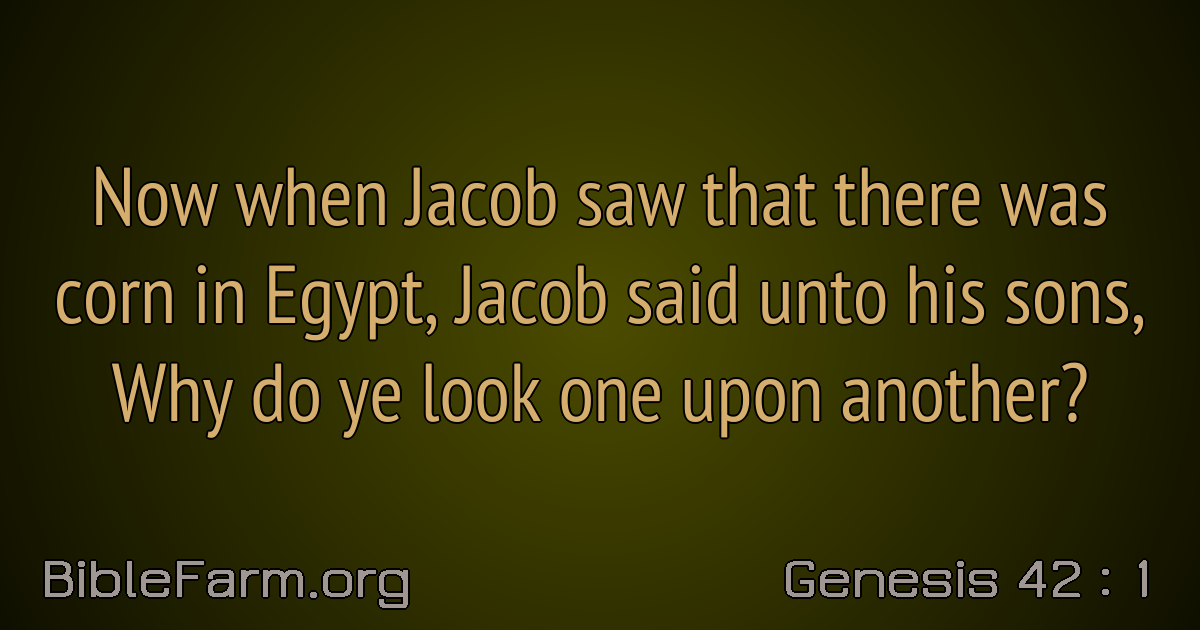 Now when Jacob saw that there was
corn in Egypt, Jacob said unto his sons,
Why do ye look one upon another?
BibleFarm.org
Genesis 42 : 1